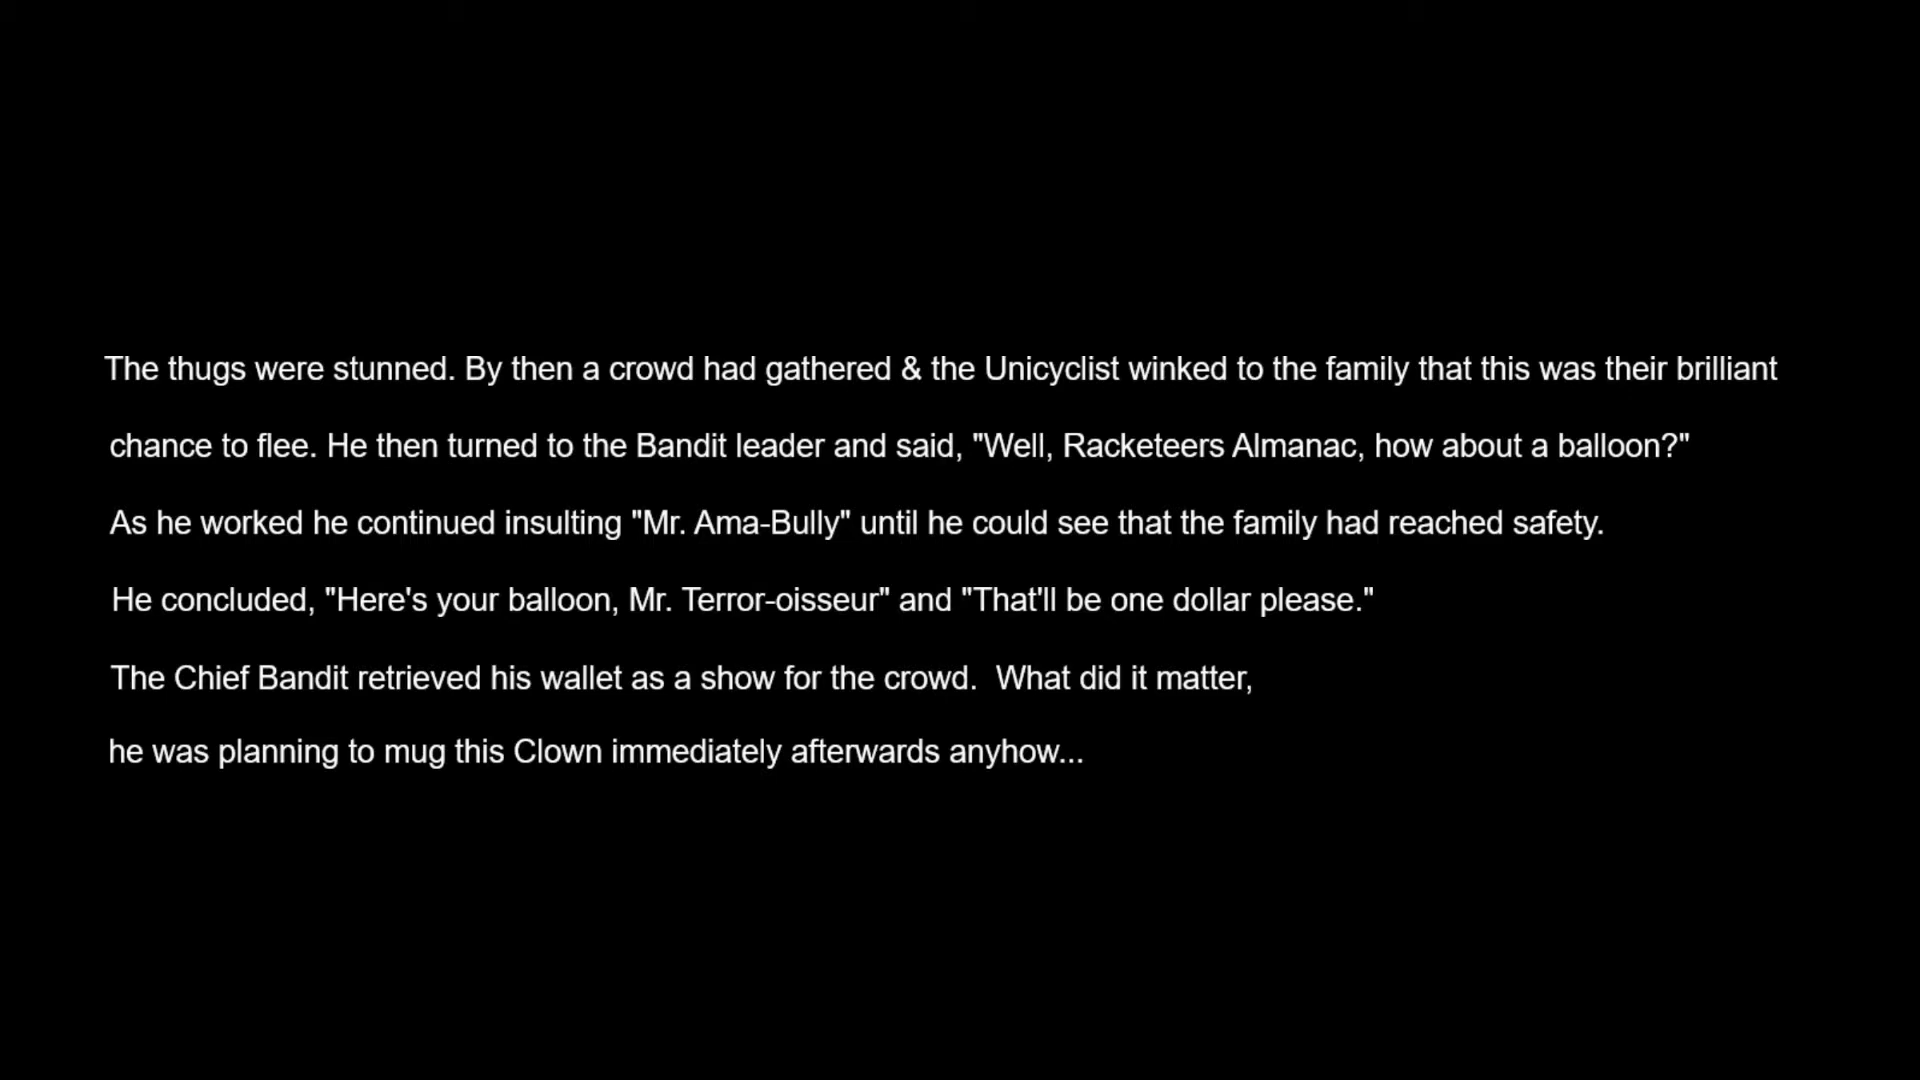 The thugs were stunned. By then a crowd had gathered & the Unicyclist winked to the family that this was their brilliant
chance to flee. He then turned to the Bandit leader and said, "Well, Racketeers Almanac, how about a balloon?"
As he worked he continued insulting "Mr. Ama-Bully" until he could see that the family had reached safety.
He concluded, "Here's your balloon, Mr. Terror-oisseur" and "That'll be one dollar please."
The Chief Bandit retrieved his wallet as a show for the crowd.  What did it matter,
he was planning to mug this Clown immediately afterwards anyhow...